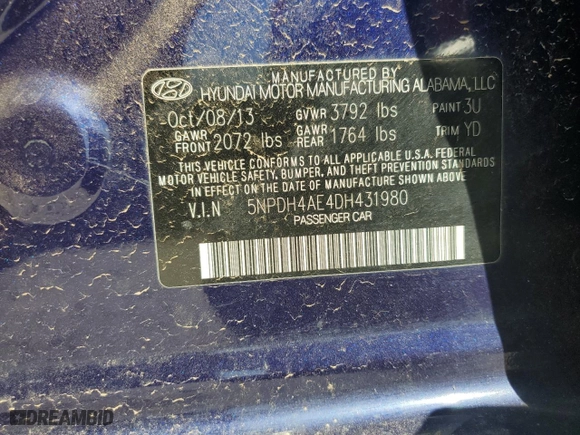 MANUFACTURED BY
HYUNDAI MOTOR MANUFACTURING ALABAMA, LLC
Oct/08/13 GVWR 3792 lbs PAINT 3U
GAWR FRONT 2072 lbs GAWR REAR 1764 lbs TRIM YD
THIS VEHICLE CONFORMS TO ALL APPLICABLE U.S.A. FEDERAL
MOTOR VEHICLE SAFETY, BUMPER, AND THEFT PREVENTION STANDARDS
IN EFFECT ON THE DATE OF MANUFACTURE SHOWN ABOVE.
V.I.N 5NPDH4AE4DH431980
PASSENGER CAR
DREAMBID